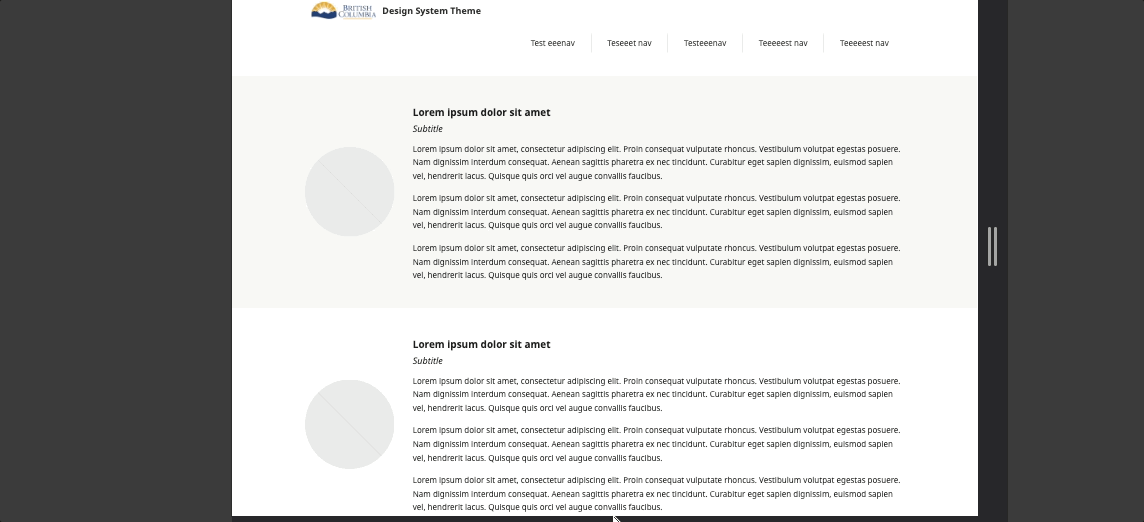 BRITISH
COLUMBIA
Design System Theme
Test eeenav
Teseeet nav
Testeeenav
Teeeeest nav
Teeeeest nav
Lorem ipsum dolor sit amet
Subtitle
Lorem ipsum dolor sit amet, consectetur adipiscing elit. Proin consequat vulputate rhoncus. Vestibulum volutpat egestas posuere.
Nam dignissim interdum consequat. Aenean sagittis pharetra ex nec tincidunt. Curabitur eget sapien dignissim, euismod sapien
vel, hendrerit lacus. Quisque quis orci vel augue convallis faucibus.
Lorem ipsum dolor sit amet, consectetur adipiscing elit. Proin consequat vulputate rhoncus. Vestibulum volutpat egestas posuere.
Nam dignissim interdum consequat. Aenean sagittis pharetra ex nec tincidunt. Curabitur eget sapien dignissim, euismod sapien
vel, hendrerit lacus. Quisque quis orci vel augue convallis faucibus.
Lorem ipsum dolor sit amet, consectetur adipiscing elit. Proin consequat vulputate rhoncus. Vestibulum volutpat egestas posuere.
Nam dignissim interdum consequat. Aenean sagittis pharetra ex nec tincidunt. Curabitur eget sapien dignissim, euismod sapien
vel, hendrerit lacus. Quisque quis orci vel augue convallis faucibus.
Lorem ipsum dolor sit amet
Subtitle
Lorem ipsum dolor sit amet, consectetur adipiscing elit. Proin consequat vulputate rhoncus. Vestibulum volutpat egestas posuere.
Nam dignissim interdum consequat. Aenean sagittis pharetra ex nec tincidunt. Curabitur eget sapien dignissim, euismod sapien
vel, hendrerit lacus. Quisque quis orci vel augue convallis faucibus.
Lorem ipsum dolor sit amet, consectetur adipiscing elit. Proin consequat vulputate rhoncus. Vestibulum volutpat egestas posuere.
Nam dignissim interdum consequat. Aenean sagittis pharetra ex nec tincidunt. Curabitur eget sapien dignissim, euismod sapien
vel, hendrerit lacus. Quisque quis orci vel augue convallis faucibus.
Lorem ipsum dolor sit amet, consectetur adipiscing elit. Proin consequat vulputate rhoncus. Vestibulum volutpat egestas posuere.
Nam dignissim interdum consequat. Aenean sagittis pharetra ex nec tincidunt. Curabitur eget sapien dignissim, euismod sapien
vel, hendrerit lacus. Quisque quis orci vel augue convallis faucibus.